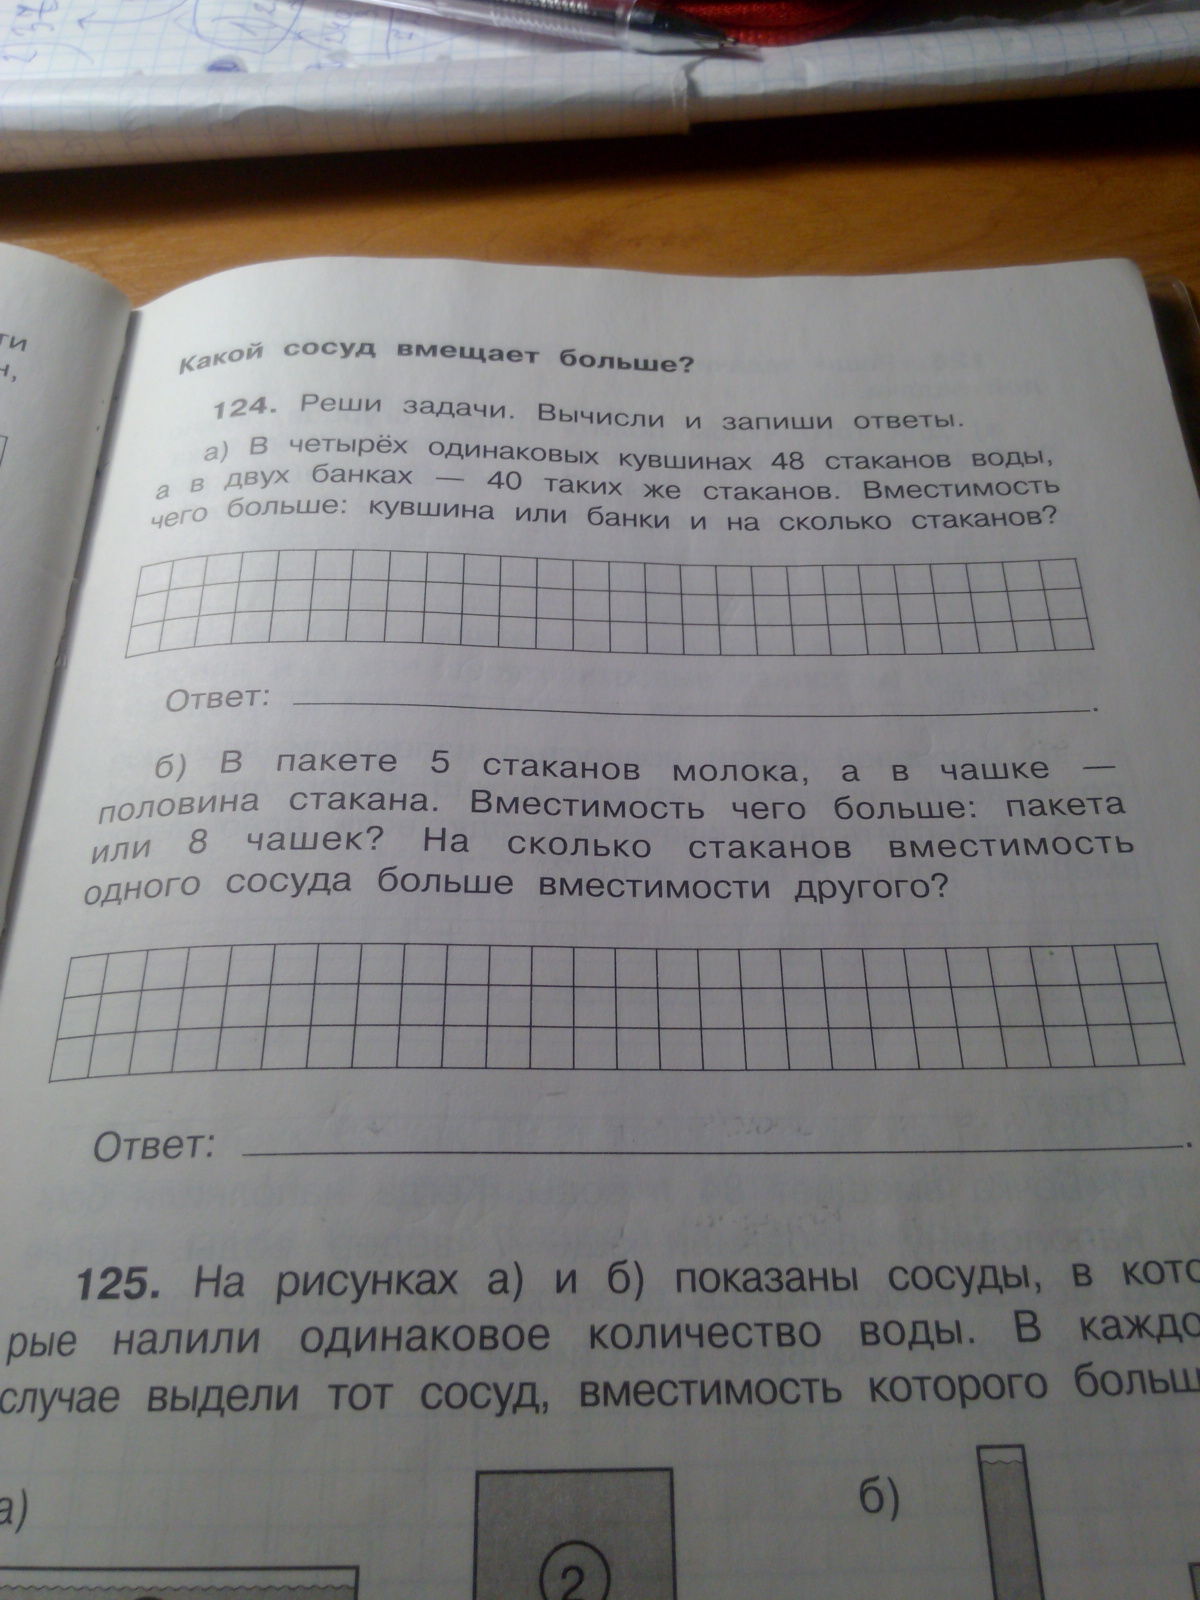 ти
н,
Какой сосуд вмещает больше?
124. Реши задачи. Вычисли и запиши ответы.
а) В четырёх одинаковых кувшинах 48 стаканов воды,
а в двух банках — 40 таких же стаканов. Вместимость
чего больше: кувшина или банки и на сколько стаканов?
Ответ: .
б) В пакете 5 стаканов молока, а в чашке —
половина стакана. Вместимость чего больше: пакета
или 8 чашек? На сколько стаканов вместимость
одного сосуда больше вместимости другого?
Ответ: .
125. На рисунках а) и б) показаны сосуды, в кото
рые налили одинаковое количество воды. В каждо
случае выдели тот сосуд, вместимость которого больш
а)
2
б)